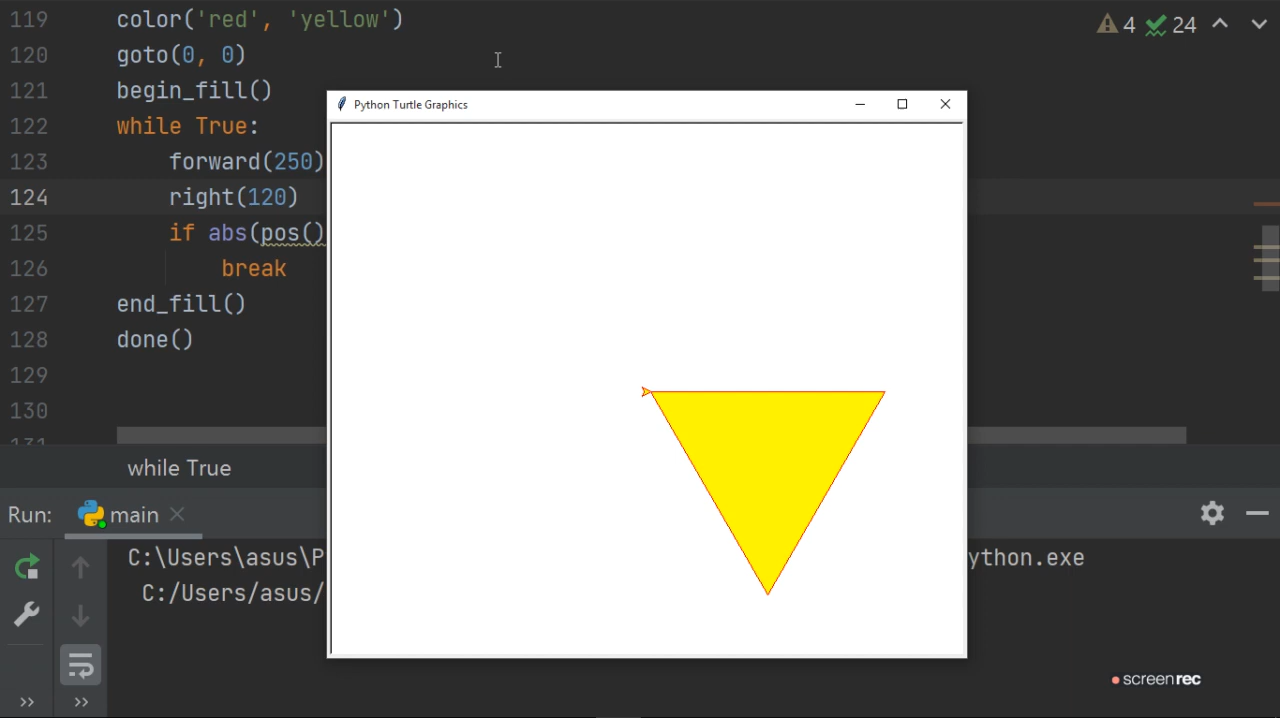 119 color('red', 'yellow')
120 goto(0, 0)
121 begin_fill()
122 while True:
123 forward(250)
124 right(120)
125 if abs(pos()
126 break
127 end_fill()
128 done()
129
130
131
4 24
Python Turtle Graphics
while True
Run: main
C:\Users\asus\P ython.exe
C:/Users/asus/
screenrec